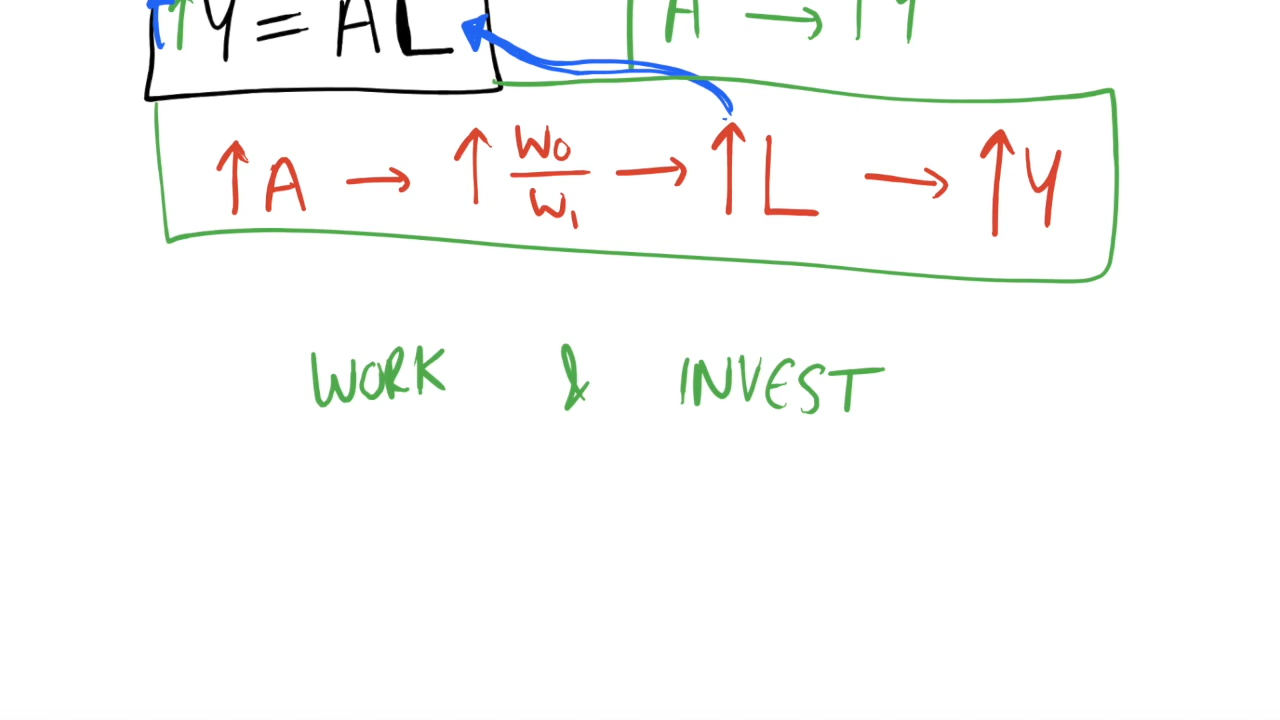 ↑ Y = AL A → ↑ Y
↑ A → ↑ W₀/W₁ → ↑ L → ↑ Y
WORK & INVEST